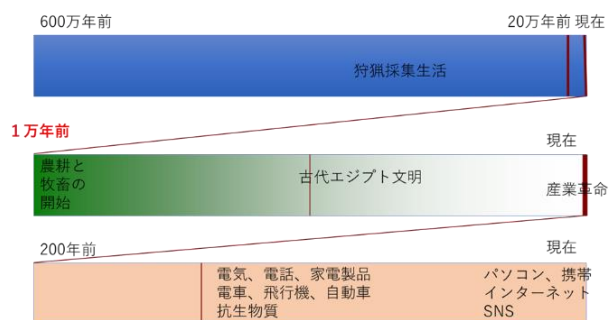 600万年前
20万年前 現在
狩猟採集生活
1万年前
現在
農耕と
牧畜の
開始
古代エジプト文明
産業革命
200年前
現在
電気、電話、家電製品
電車、飛行機、自動車
抗生物質
パソコン、携帯
インターネット
SNS